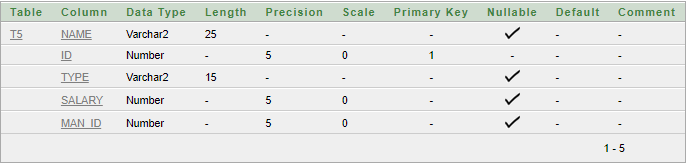 Table Column Data Type Length Precision Scale Primary Key Nullable Default Comment
T5 NAME Varchar2 25 - - - ✓ - -
ID Number - 5 0 1 - - -
TYPE Varchar2 15 - - - ✓ - -
SALARY Number - 5 0 - ✓ - -
MAN_ID Number - 5 0 - ✓ - -
1 - 5